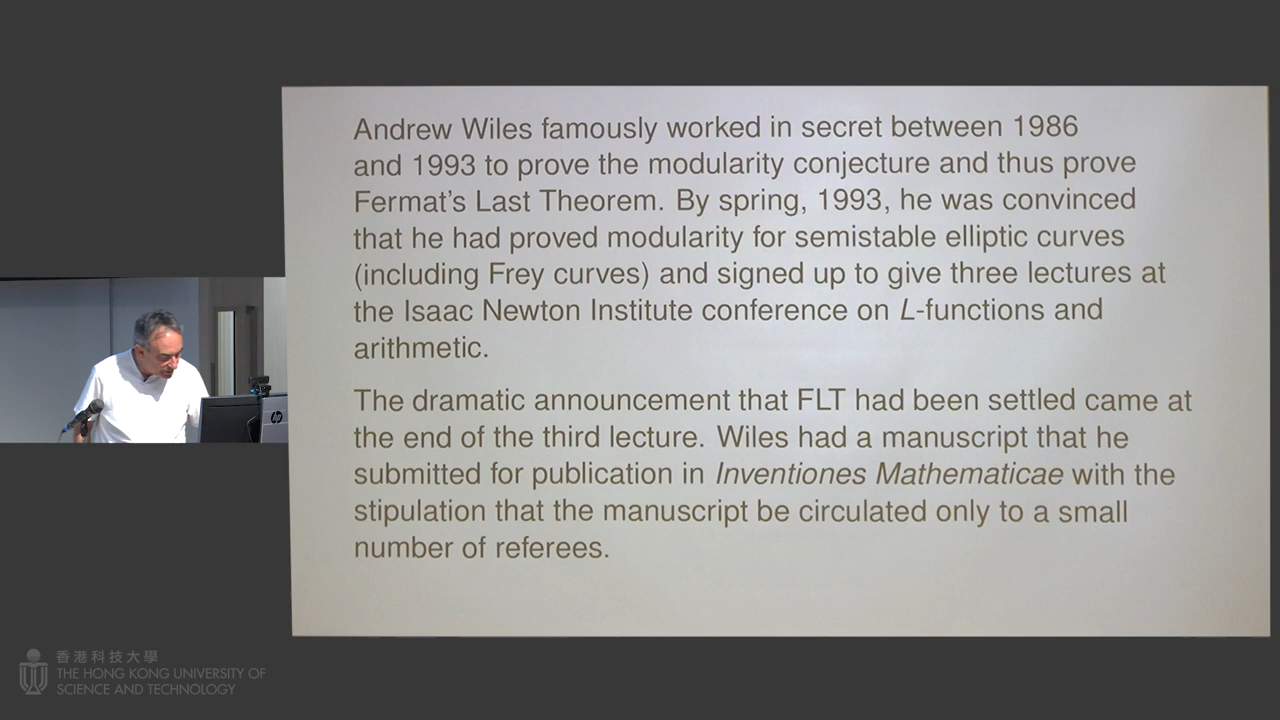 Andrew Wiles famously worked in secret between 1986
and 1993 to prove the modularity conjecture and thus prove
Fermat's Last Theorem. By spring, 1993, he was convinced
that he had proved modularity for semistable elliptic curves
(including Frey curves) and signed up to give three lectures at
the Isaac Newton Institute conference on L-functions and
arithmetic.
The dramatic announcement that FLT had been settled came at
the end of the third lecture. Wiles had a manuscript that he
submitted for publication in Inventiones Mathematicae with the
stipulation that the manuscript be circulated only to a small
number of referees.
hp
香港科技大學
THE HONG KONG UNIVERSITY OF
SCIENCE AND TECHNOLOGY